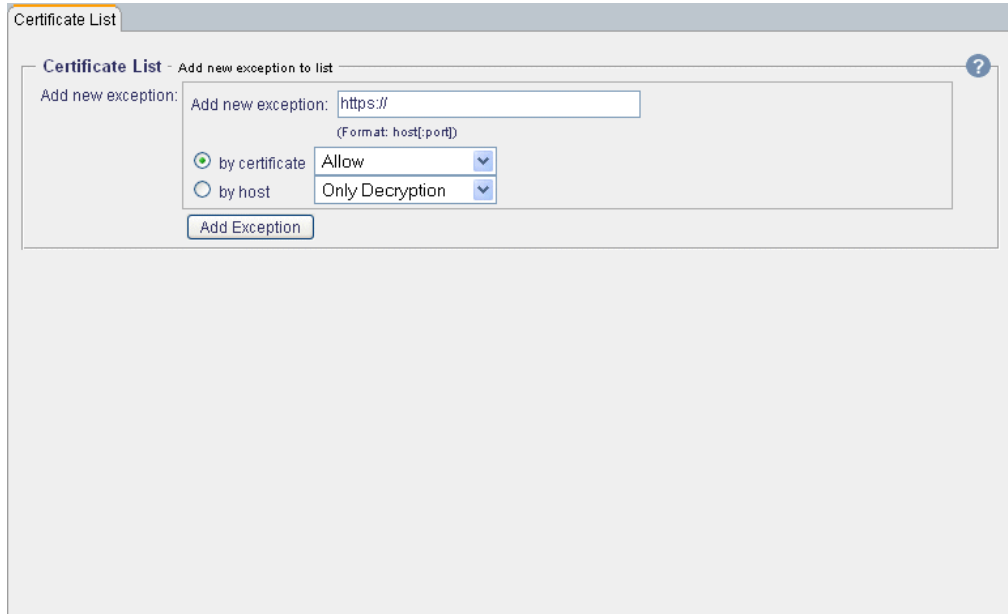 Certificate List
Certificate List - Add new exception to list ?
Add new exception: Add new exception: https://
(Format: host[:port])
by certificate Allow
by host Only Decryption
Add Exception